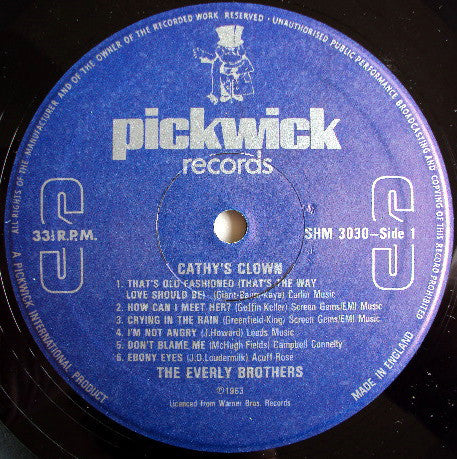 ALL RIGHTS OF THE MANUFACTURER AND OF THE OWNER OF THE RECORDED WORK RESERVED · UNAUTHORISED PUBLIC PERFORMANCE BROADCASTING AND COPYING OF THIS RECORD PROHIBITED
pickwick
records
S
S
33⅓ R.P.M.
SHM 3030-Side 1
CATHY'S CLOWN
1. THAT'S OLD FASHIONED (THAT'S THE WAY
LOVE SHOULD BE) (Giant-Baum-Kaye) Carlin Music
2. HOW CAN I MEET HER? (Goffin Keller) Screen Gems/EMI Music
3. CRYING IN THE RAIN (Greenfield-King) Screen Gems/EMI Music
4. I'M NOT ANGRY (J.Howard) Leeds Music
5. DON'T BLAME ME (McHugh Fields) Campbell Connelly
6. EBONY EYES (J.D.Loudermilk) Acuff-Rose
THE EVERLY BROTHERS
℗1963
Licenced from Warner Bros. Records
A PICKWICK INTERNATIONAL PRODUCT
MADE IN ENGLAND